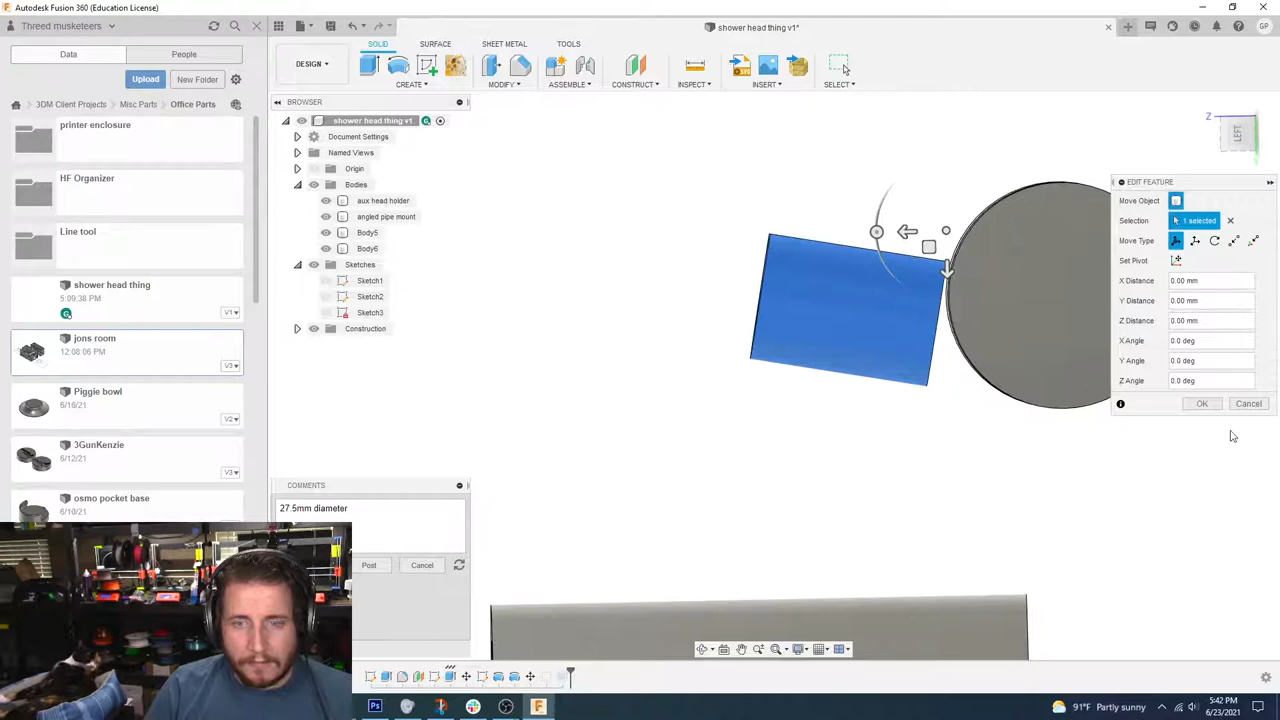 Autodesk Fusion 360 (Education License)
Threed musketeers
shower head thing v1*
GP
Data
People
Upload
New Folder
3DM Client Projects
Misc Parts
Office Parts
printer enclosure
HF Organizer
Line tool
shower head thing
5:09:38 PM
V1
jons room
12:08:06 PM
V3
Piggie bowl
6/16/21
V2
3GunKenzie
6/12/21
V3
osmo pocket base
6/10/21
SOLID
SURFACE
SHEET METAL
TOOLS
DESIGN
CREATE
MODIFY
ASSEMBLE
CONSTRUCT
INSPECT
INSERT
SELECT
BROWSER
shower head thing v1
Document Settings
Named Views
Origin
Bodies
aux head holder
angled pipe mount
Body5
Body6
Sketches
Sketch1
Sketch2
Sketch3
Construction
Z
LEFT
EDIT FEATURE
Move Object
Selection
1 selected
Move Type
Set Pivot
X Distance
0.00 mm
Y Distance
0.00 mm
Z Distance
0.00 mm
X Angle
0.0 deg
Y Angle
0.0 deg
Z Angle
0.0 deg
OK
Cancel
COMMENTS
27.5mm diameter
Post
Cancel
91°F Partly sunny
5:42 PM
6/23/2021